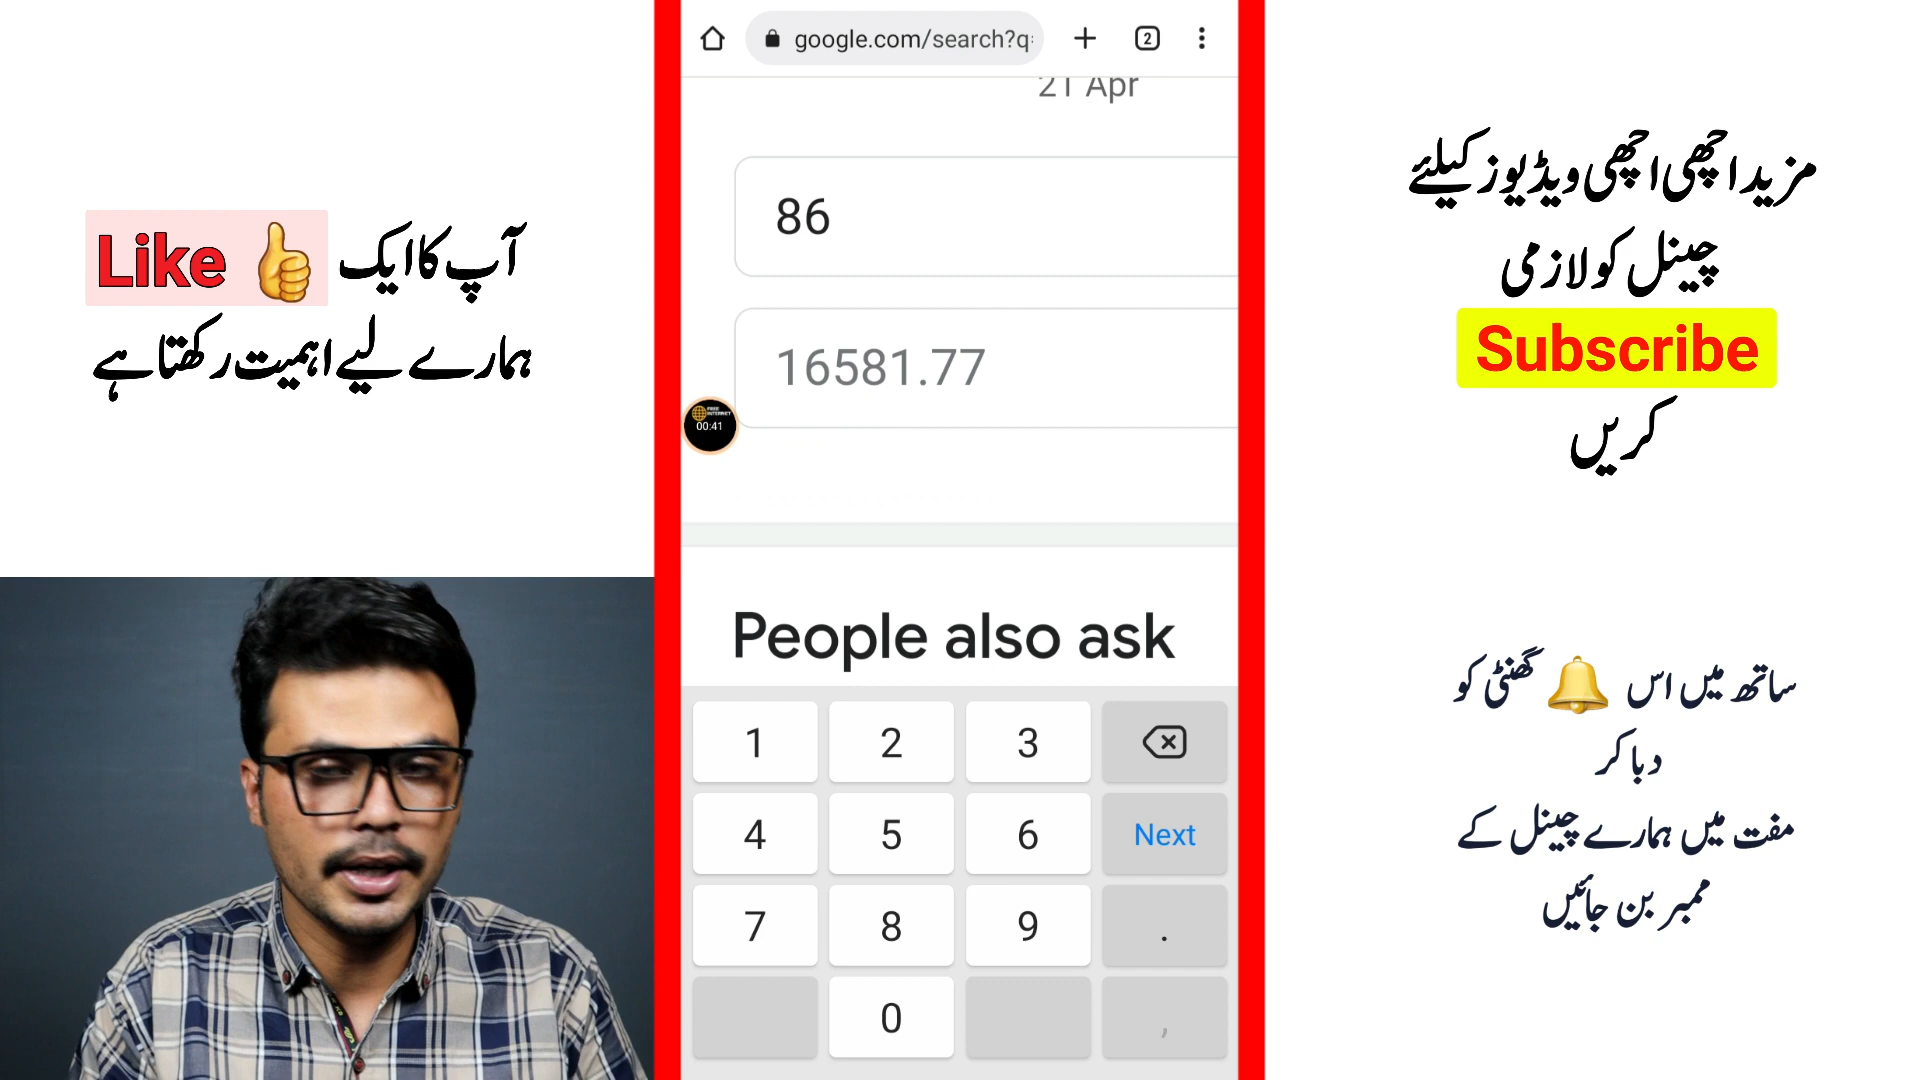 آپ کا ایک Like 👍
ہمارے لیے اہمیت رکھتا ہے
google.com/search?q=
2
21 Apr
86
16581.77
FREE INTERNET
00:41
People also ask
1 2 3
4 5 6 Next
7 8 9 .
0 ,
مزید اچھی اچھی ویڈیوز کیلئے
چینل کو لازمی
Subscribe
کریں
ساتھ میں اس 🔔 گھنٹی کو
دبا کر
مفت میں ہمارے چینل کے
ممبر بن جائیں